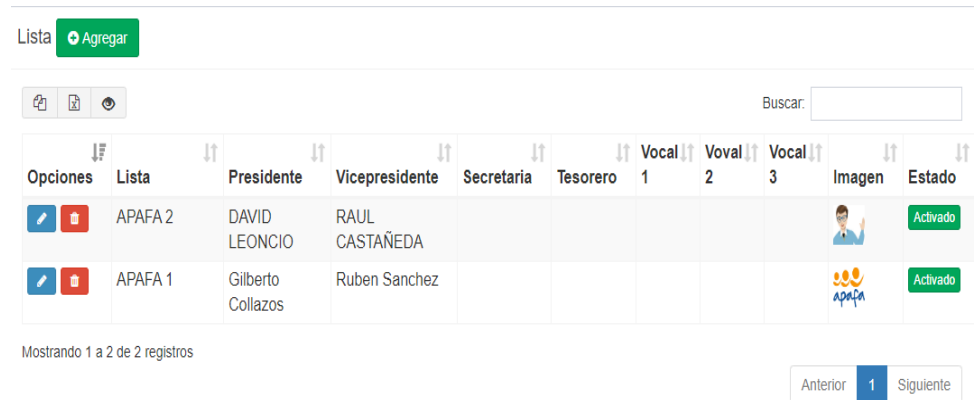 Lista Agregar
Buscar:
Opciones Lista Presidente Vicepresidente Secretaria Tesorero Vocal 1 Voval 2 Vocal 3 Imagen Estado
APAFA 2 DAVID LEONCIO RAUL CASTAÑEDA Activado
APAFA 1 Gilberto Collazos Ruben Sanchez apafa Activado
Mostrando 1 a 2 de 2 registros
Anterior 1 Siguiente